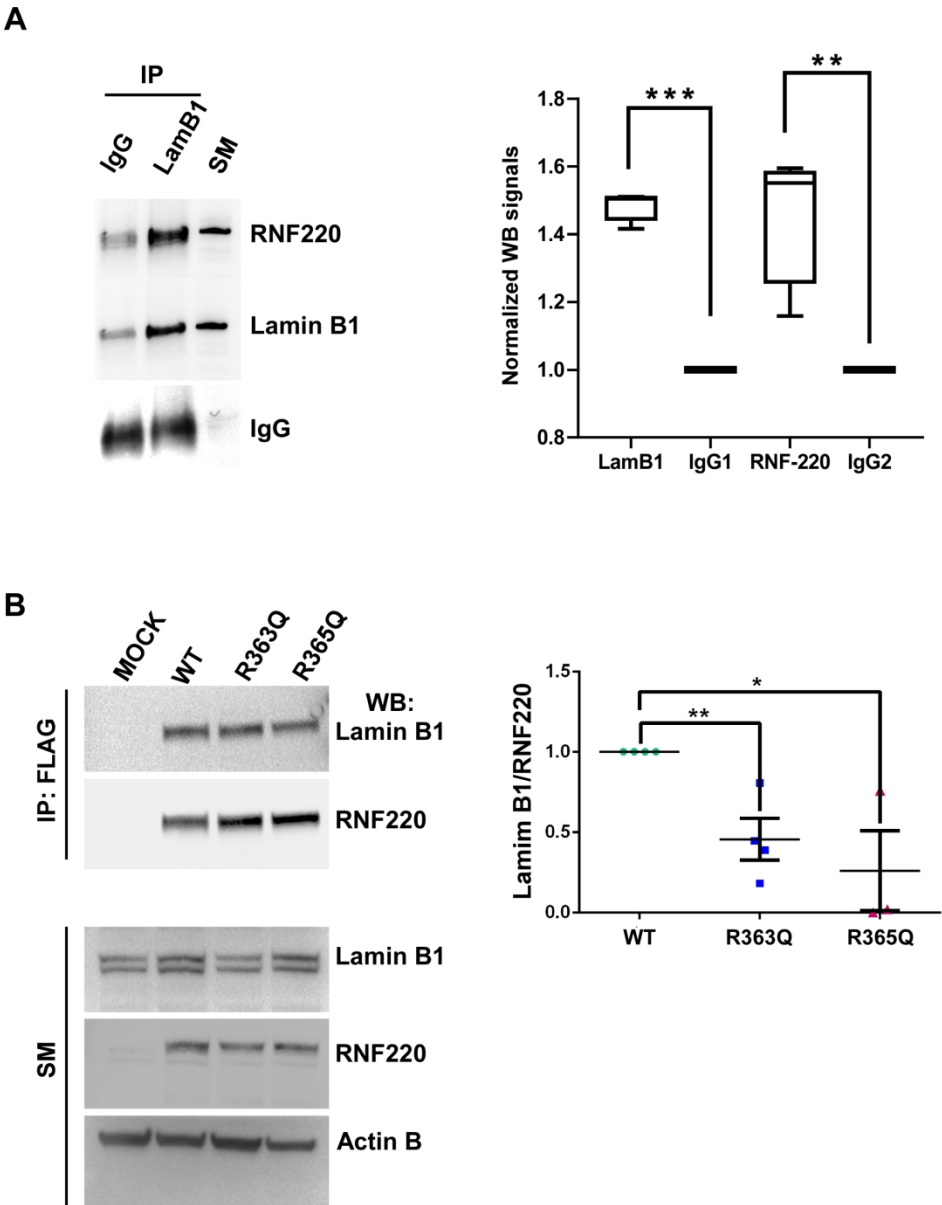 A
IP
IgG
LamB1
SM
RNF220
Lamin B1
IgG
Normalized WB signals
1.8
1.6
1.4
1.2
1.0
0.8
***
**
LamB1 IgG1 RNF-220 IgG2
B
MOCK
WT
R363Q
R365Q
IP: FLAG
WB:
Lamin B1
RNF220
SM
Lamin B1
RNF220
Actin B
Lamim B1/RNF220
1.5
1.0
0.5
0.0
*
**
WT R363Q R365Q